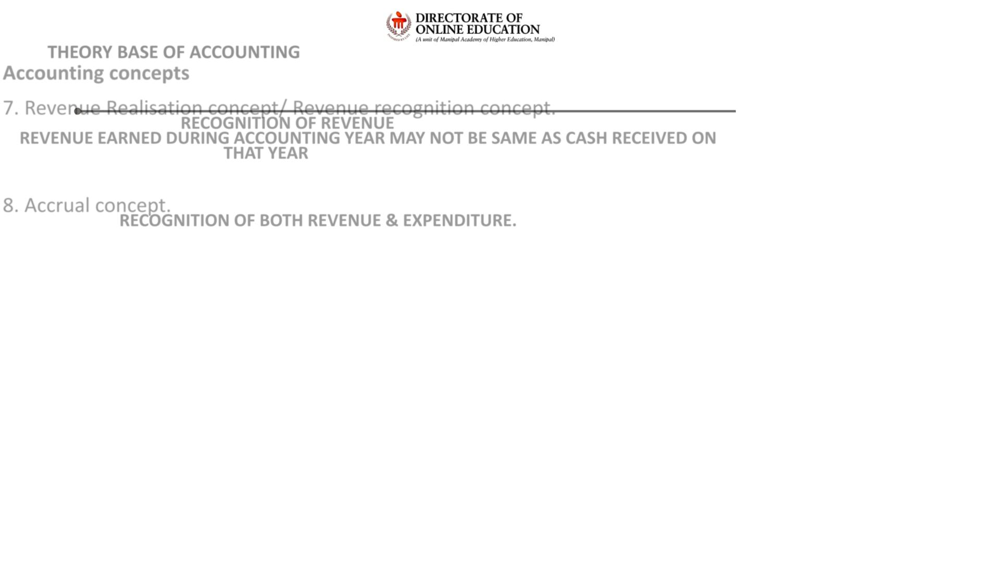 DIRECTORATE OF
ONLINE EDUCATION
(A unit of Manipal Academy of Higher Education, Manipal)
INSPIRED BY LIFE
THEORY BASE OF ACCOUNTING
Accounting concepts
7. Revenue Realisation concept/ Revenue recognition concept.
RECOGNITION OF REVENUE
REVENUE EARNED DURING ACCOUNTING YEAR MAY NOT BE SAME AS CASH RECEIVED ON
THAT YEAR
8. Accrual concept.
RECOGNITION OF BOTH REVENUE & EXPENDITURE.